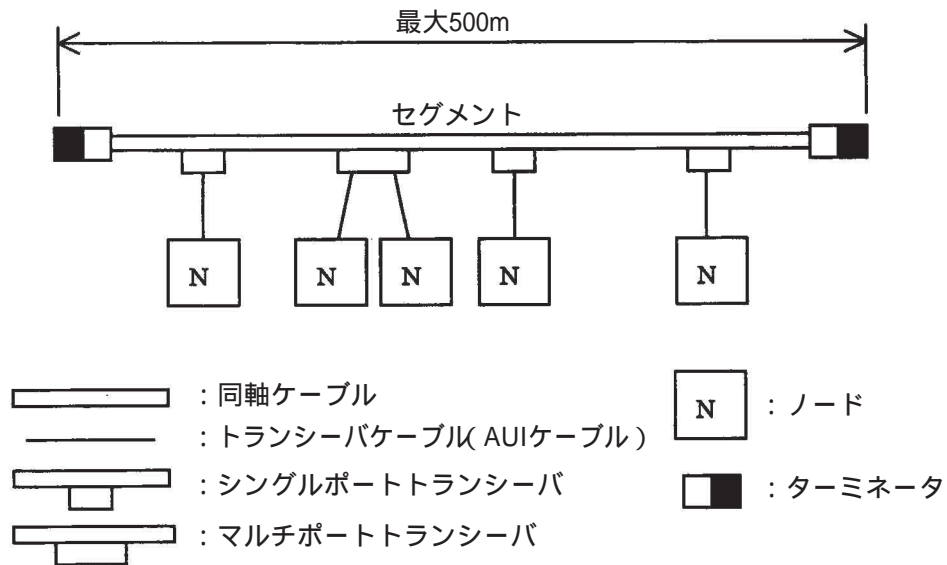 最大500m
セグメント
N N N N N
：同軸ケーブル
：トランシーバケーブル（AUIケーブル）
：シングルポートトランシーバ
：マルチポートトランシーバ
N ：ノード
：ターミネータ